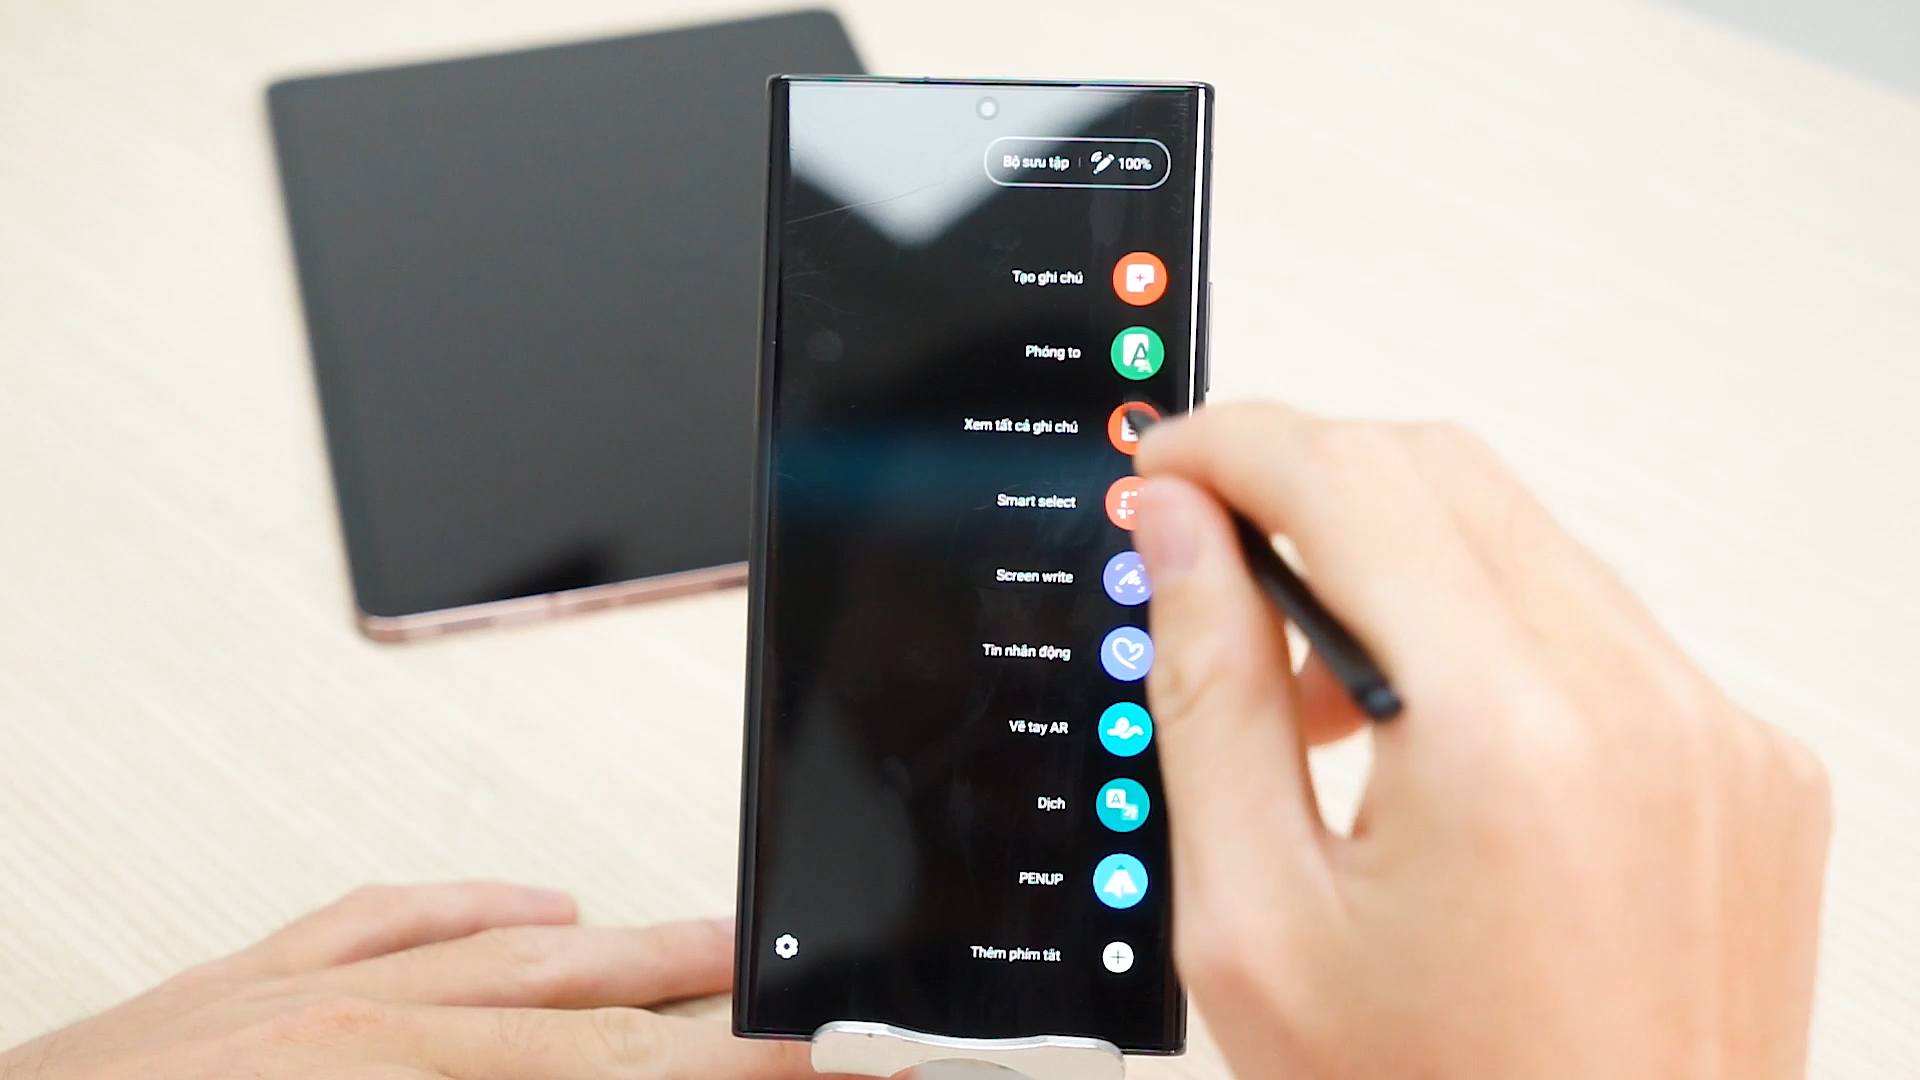 Bộ sưu tập | 100%
Tạo ghi chú
Phóng to
Xem tất cả ghi chú
Smart select
Screen write
Tin nhắn động
Vẽ tay AR
Dịch
PENUP
Thêm phím tắt